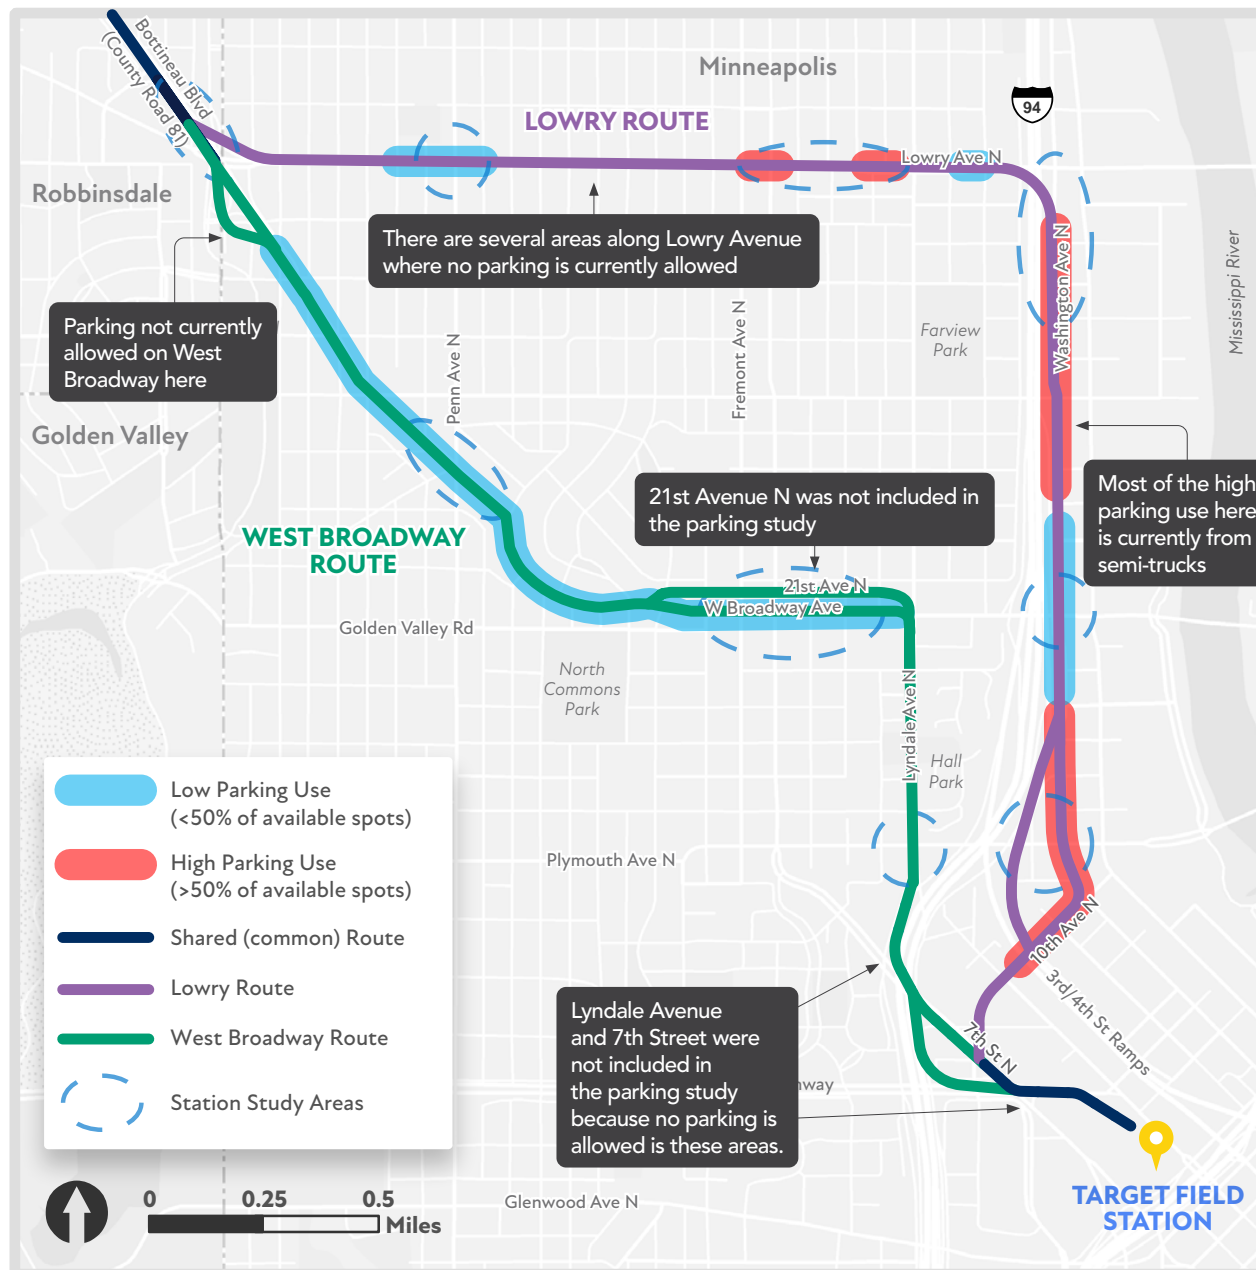 Bottineau Blvd
(County Road 81)
Minneapolis
94
LOWRY ROUTE
Lowry Ave N
Robbinsdale
There are several areas along Lowry Avenue
where no parking is currently allowed
Washington Ave N
Mississippi River
Parking not currently
allowed on West
Broadway here
Penn Ave N
Fremont Ave N
Farview
Park
Golden Valley
Most of the high
parking use here
is currently from
semi-trucks
21st Avenue N was not included in
the parking study
WEST BROADWAY
ROUTE
21st Ave N
W Broadway Ave
Golden Valley Rd
North
Commons
Park
Lyndale Ave N
Hall
Park
Low Parking Use
(<50% of available spots)
High Parking Use
(>50% of available spots)
Shared (common) Route
Lowry Route
West Broadway Route
Station Study Areas
Plymouth Ave N
10th Ave N
3rd/4th St Ramps
7th St N
Lyndale Avenue
and 7th Street were
not included in
the parking study
because no parking is
allowed is these areas.
hway
TARGET FIELD
STATION
Glenwood Ave N
0 0.25 0.5
Miles